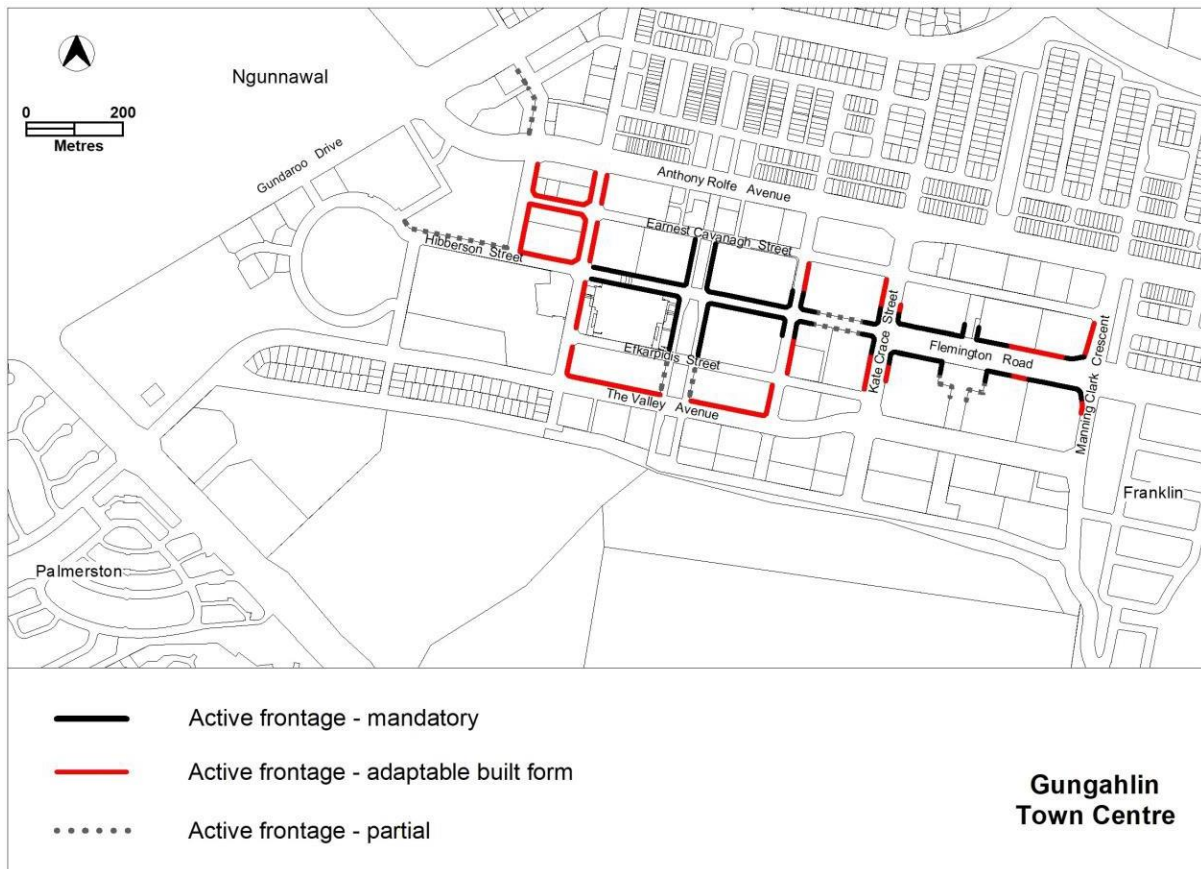 Ngunnawal
0 200
Metres
Gundaroo Drive
Anthony Rolfe Avenue
Earnest Cavanagh Street
Hibberson Street
Kate Crace Street
Flemington Road
Efkarpidis Street
The Valley Avenue
Manning Clark Crescent
Franklin
Palmerston
Active frontage - mandatory
Active frontage - adaptable built form
Active frontage - partial
Gungahlin
Town Centre